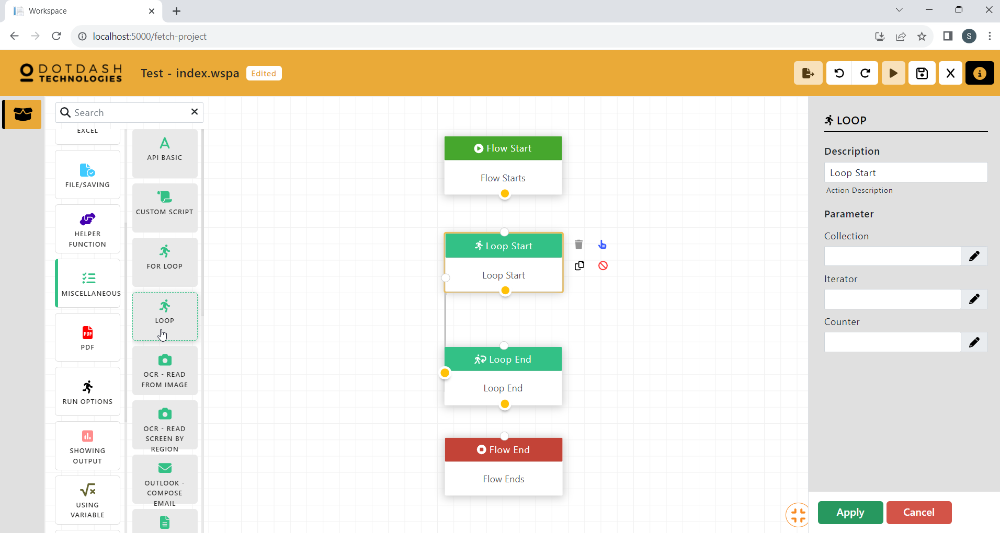 Workspace
localhost:5000/fetch-project
S
DOTDASH
TECHNOLOGIES
Test - index.wspa
Edited
Search
EXCEL
FILE/SAVING
HELPER
FUNCTION
MISCELLANEOUS
PDF
PDF
RUN OPTIONS
SHOWING
OUTPUT
USING
VARIABLE
API BASIC
CUSTOM SCRIPT
FOR LOOP
LOOP
OCR - READ
FROM IMAGE
OCR - READ
SCREEN BY
REGION
OUTLOOK -
COMPOSE
EMAIL
Flow Start
Flow Starts
Loop Start
Loop Start
Loop End
Loop End
Flow End
Flow Ends
LOOP
Description
Loop Start
Action Description
Parameter
Collection
Iterator
Counter
Apply
Cancel